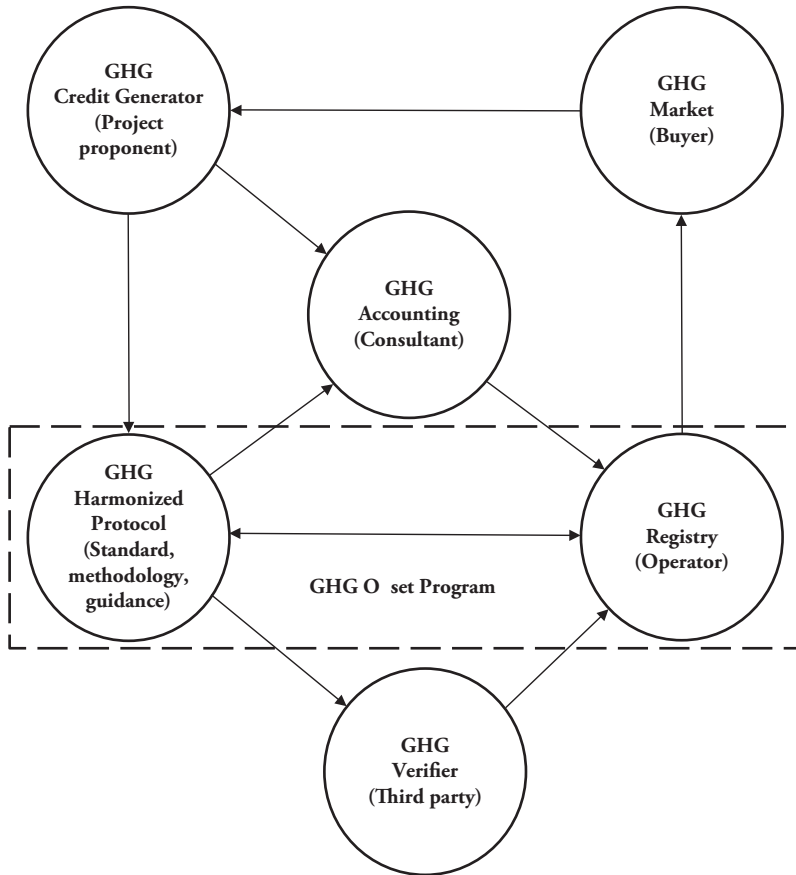 GHG
Credit Generator
(Project
proponent)
GHG
Market
(Buyer)
GHG
Accounting
(Consultant)
GHG
Harmonized
Protocol
(Standard,
methodology,
guidance)
GHG
Registry
(Operator)
GHG O set Program
GHG
Verifier
(Third party)